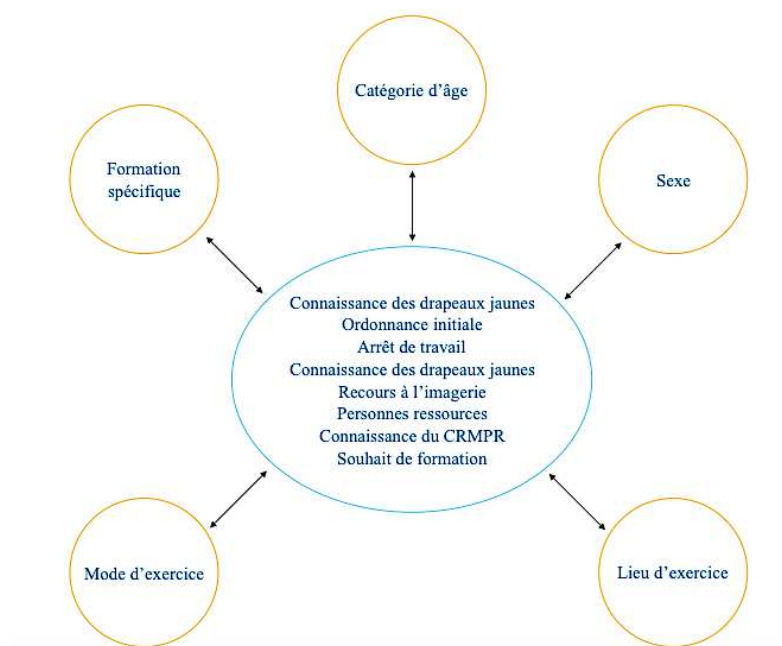 Catégorie d'âge
Formation
spécifique
Sexe
Connaissance des drapeaux jaunes
Ordonnance initiale
Arrêt de travail
Connaissance des drapeaux jaunes
Recours à l'imagerie
Personnes ressources
Connaissance du CRMPR
Souhait de formation
Mode d'exercice
Lieu d'exercice